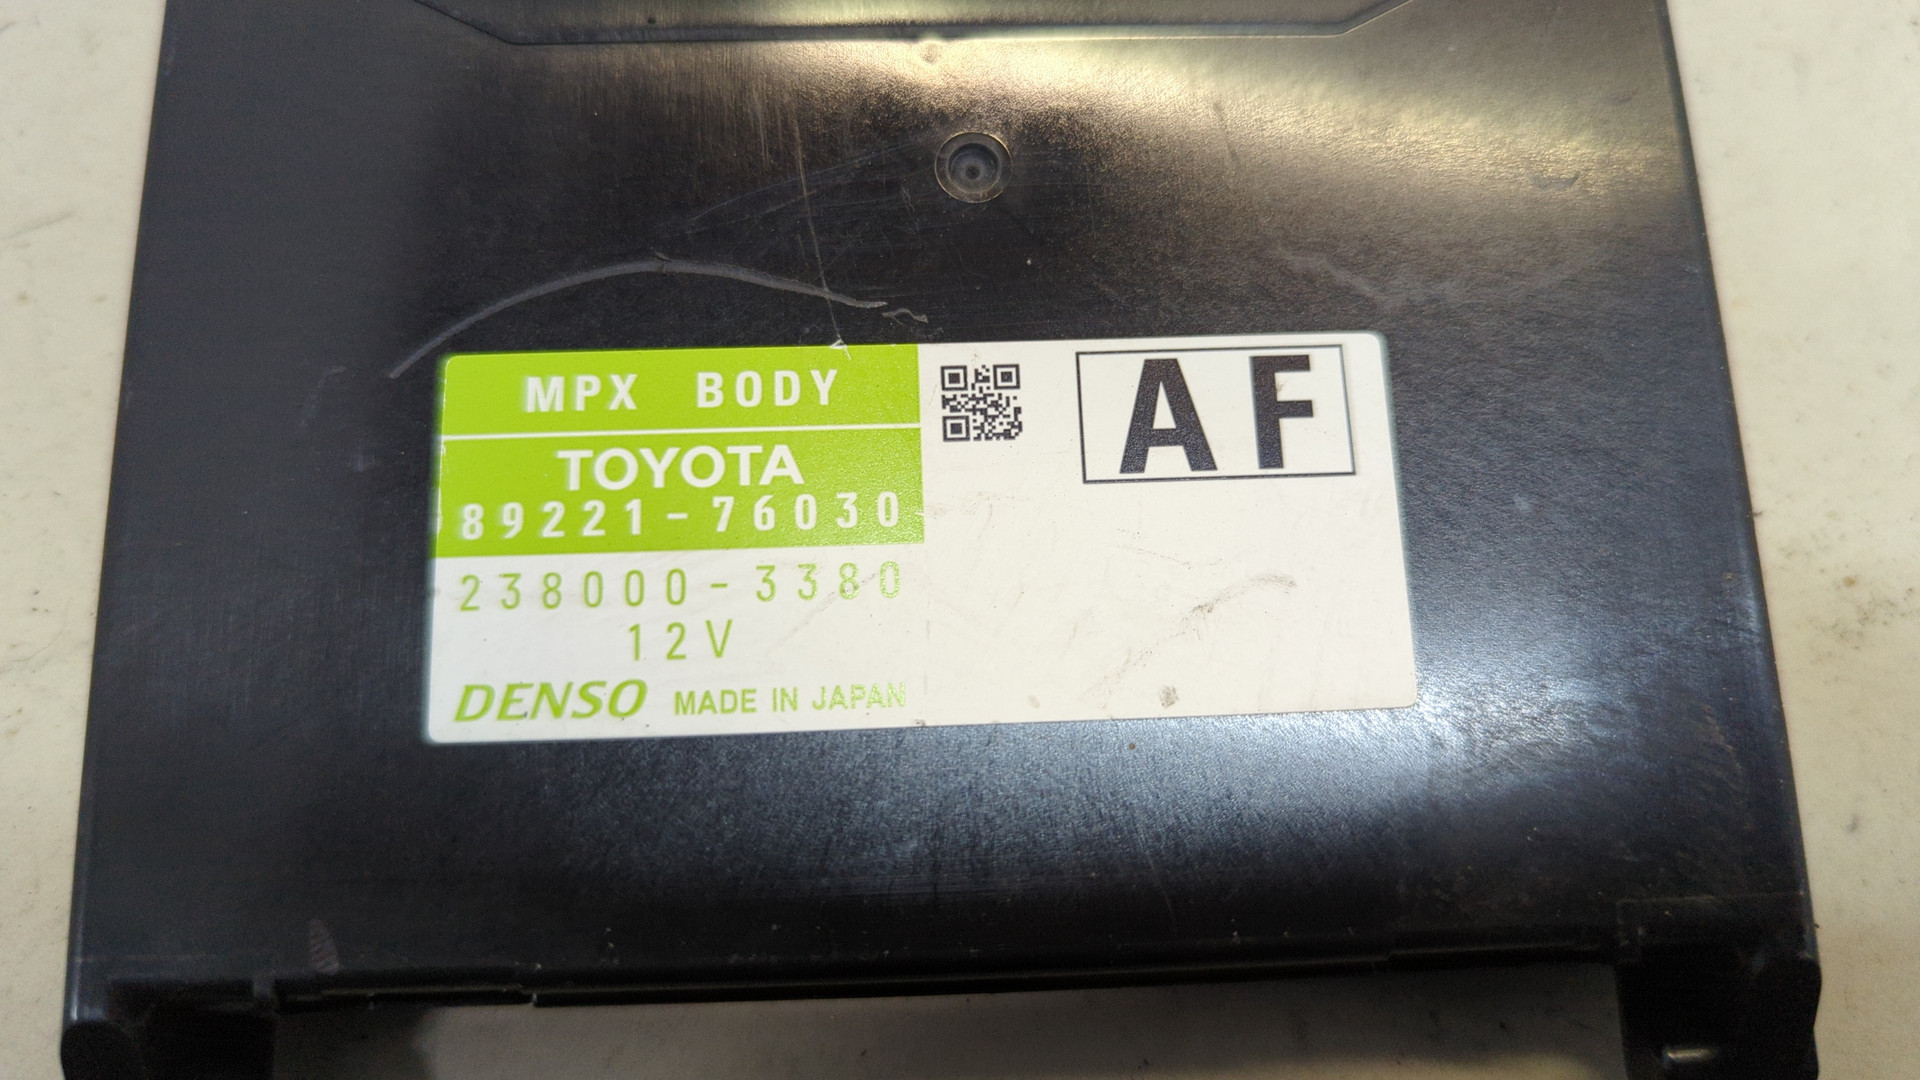 MPX BODY
TOYOTA
89221-76030
238000-3380
12V
DENSO MADE IN JAPAN
AF